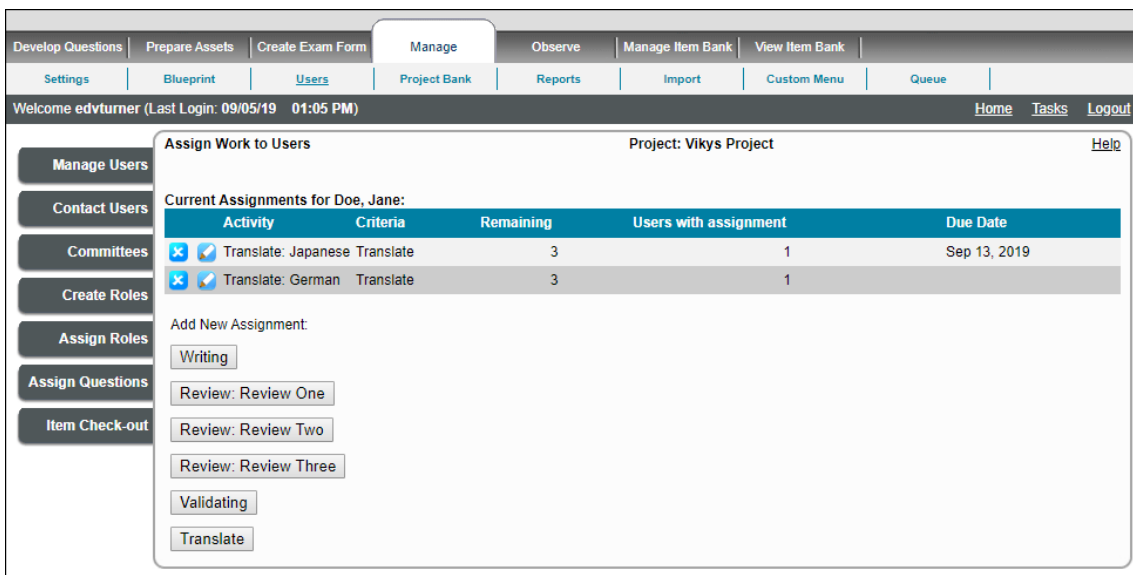 Develop Questions Prepare Assets Create Exam Form Manage Observe Manage Item Bank View Item Bank
Settings Blueprint Users Project Bank Reports Import Custom Menu Queue
Welcome edvturner (Last Login: 09/05/19 01:05 PM) Home Tasks Logout
Assign Work to Users Project: Vikys Project Help
Manage Users
Contact Users
Committees
Create Roles
Assign Roles
Assign Questions
Item Check-out
Current Assignments for Doe, Jane:
Activity Criteria Remaining Users with assignment Due Date
Translate: Japanese Translate 3 1 Sep 13, 2019
Translate: German Translate 3 1
Add New Assignment:
Writing
Review: Review One
Review: Review Two
Review: Review Three
Validating
Translate